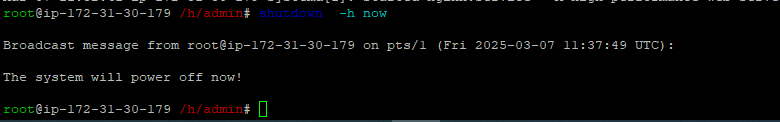 root@ip-172-31-30-179 /h/admin# shutdown -h now
Broadcast message from root@ip-172-31-30-179 on pts/1 (Fri 2025-03-07 11:37:49 UTC):
The system will power off now!
root@ip-172-31-30-179 /h/admin#